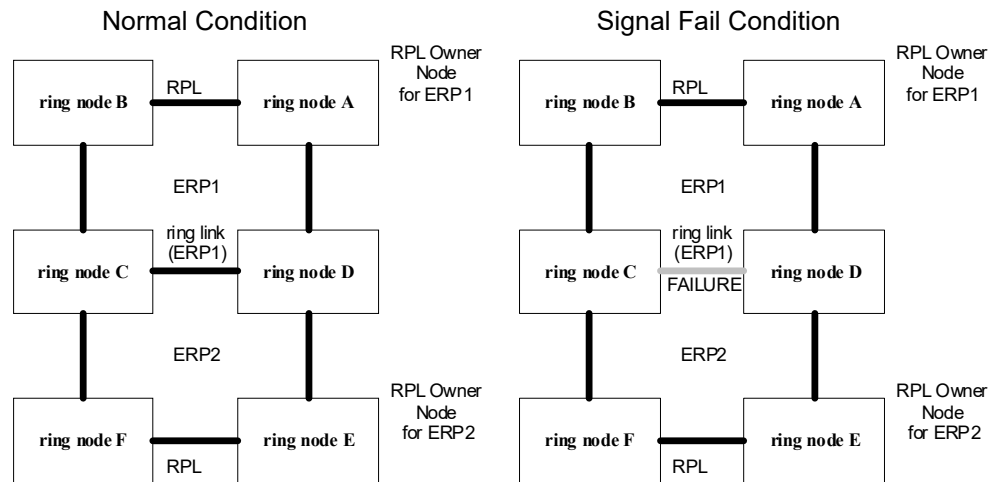 Normal Condition
RPL Owner
Node
for ERP1
ring node B
RPL
ring node A
ERP1
ring link
(ERP1)
ring node C
ring node D
ERP2
RPL Owner
Node
for ERP2
ring node F
RPL
ring node E
Signal Fail Condition
RPL Owner
Node
for ERP1
ring node B
RPL
ring node A
ERP1
ring link
(ERP1)
ring node C
FAILURE
ring node D
ERP2
RPL Owner
Node
for ERP2
ring node F
RPL
ring node E